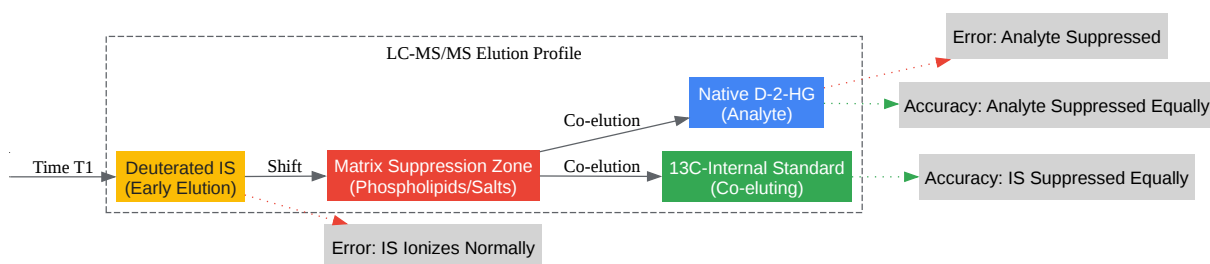 LC-MS/MS Elution Profile
Error: Analyte Suppressed
Native D-2-HG
(Analyte)
Accuracy: Analyte Suppressed Equally
Co-elution
Time T1
Deuterated IS
(Early Elution)
Shift
Matrix Suppression Zone
(Phospholipids/Salts)
Co-elution
13C-Internal Standard
(Co-eluting)
Accuracy: IS Suppressed Equally
Error: IS Ionizes Normally